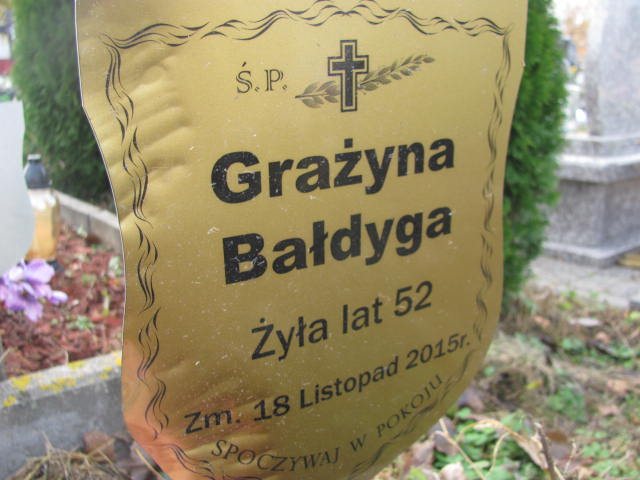 Ś.P.
Grażyna
Bałdyga
Żyła lat 52
Zm. 18 Listopad 2015r.
SPOCZYWAJ W POKOJU